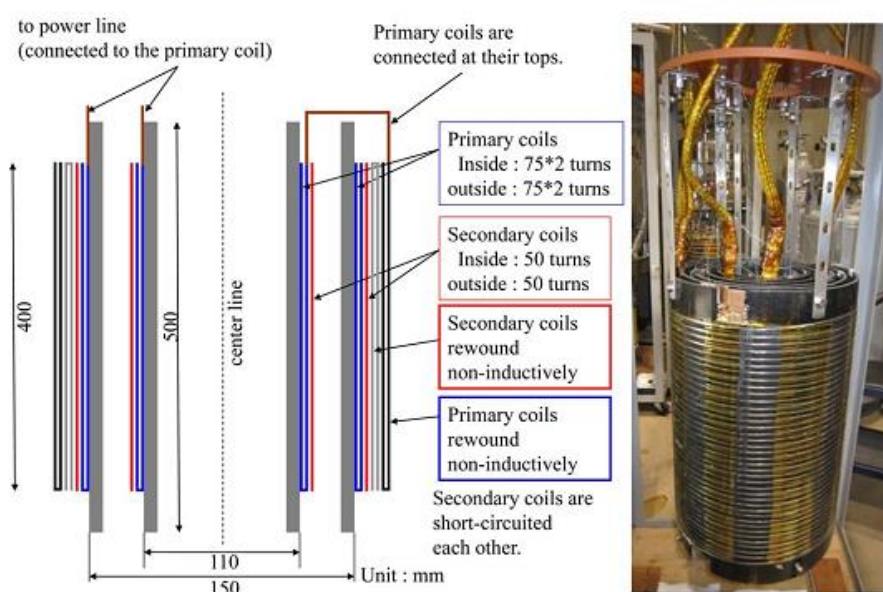 to power line
(connected to the primary coil)
Primary coils are
connected at their tops.
Primary coils
Inside : 75*2 turns
outside : 75*2 turns
Secondary coils
Inside : 50 turns
outside : 50 turns
Secondary coils
rewound
non-inductively
Primary coils
rewound
non-inductively
Secondary coils are
short-circuited
each other.
400
500
center line
110
150
Unit : mm